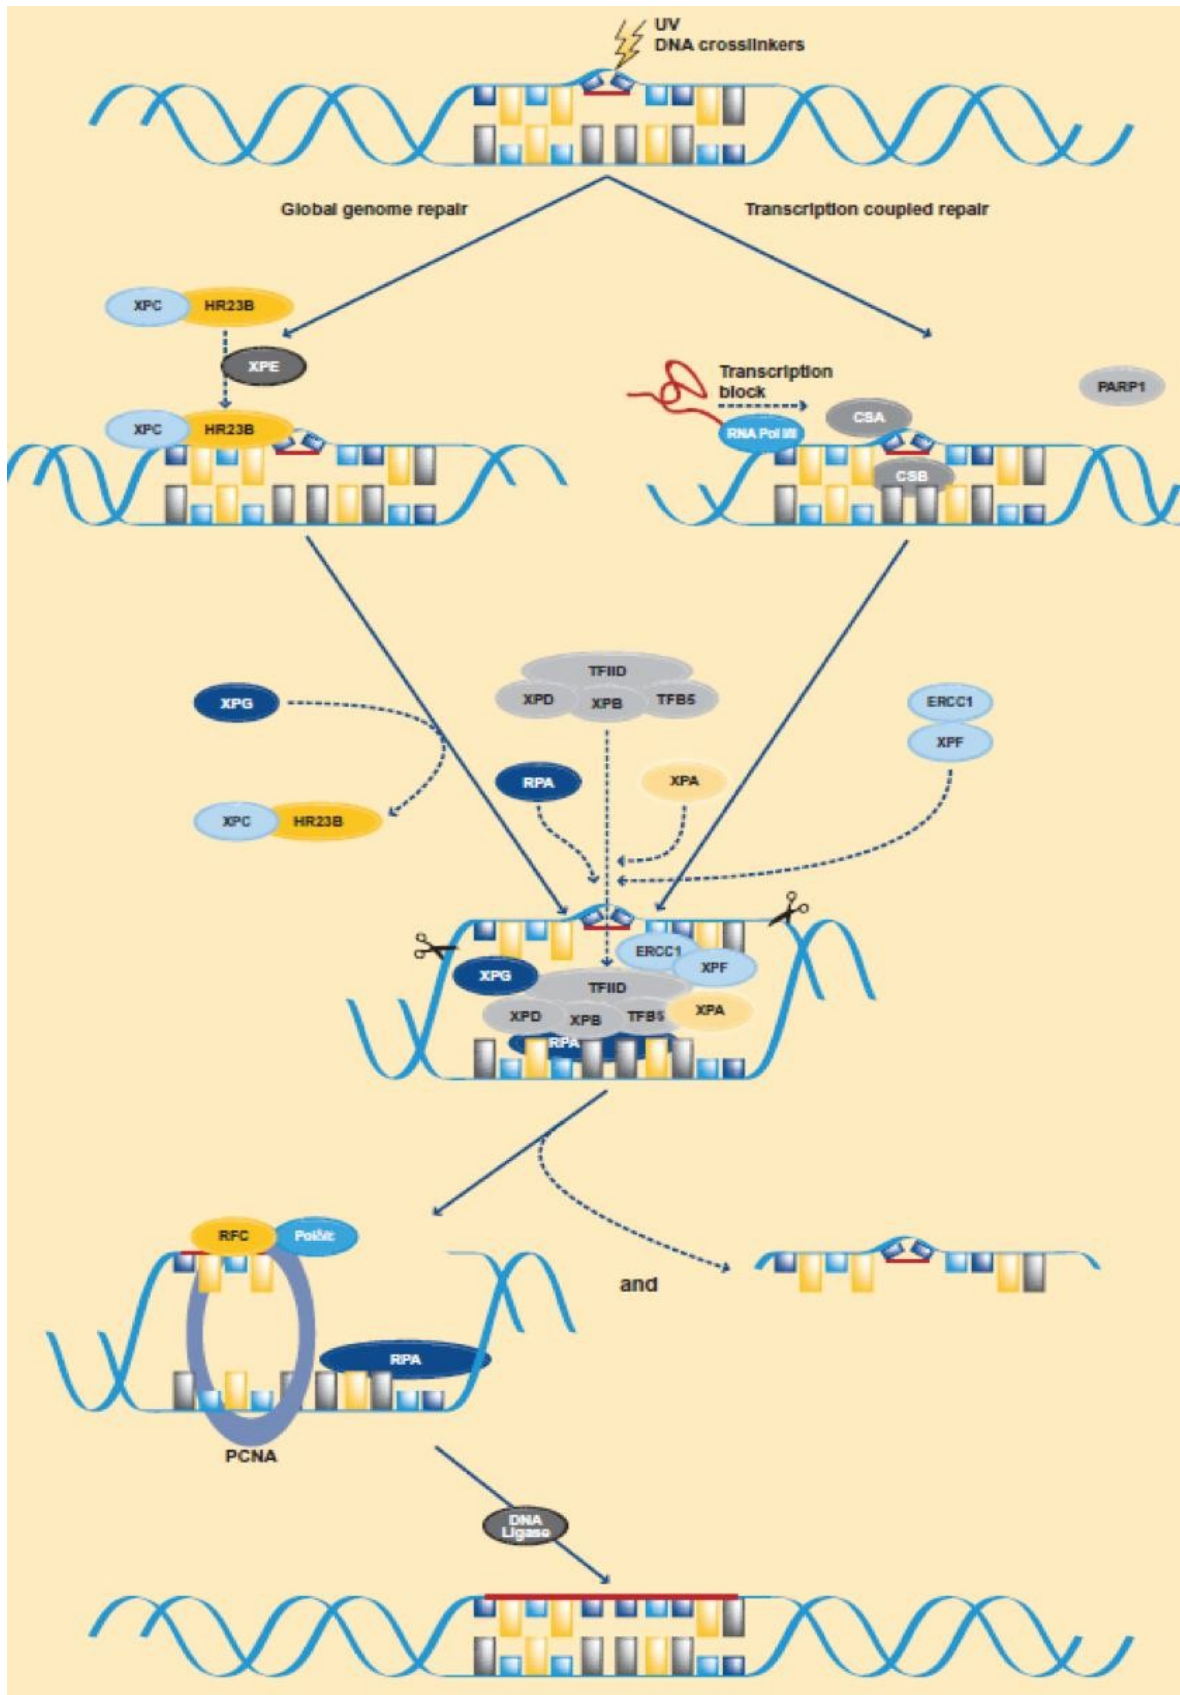 UV
DNA crosslinkers
Global genome repair
Transcription coupled repair
XPC
HR23B
XPE
XPC
HR23B
Transcription
block
PARP1
CSA
RNA Pol I/II
CSB
TFIID
XPD
XPB
TFB5
XPG
ERCC1
XPF
RPA
XPA
XPC
HR23B
ERCC1
XPF
XPG
TFIID
XPD
XPB
TFB5
XPA
RPA
RFC
Polδ/ε
and
RPA
PCNA
DNA
Ligase